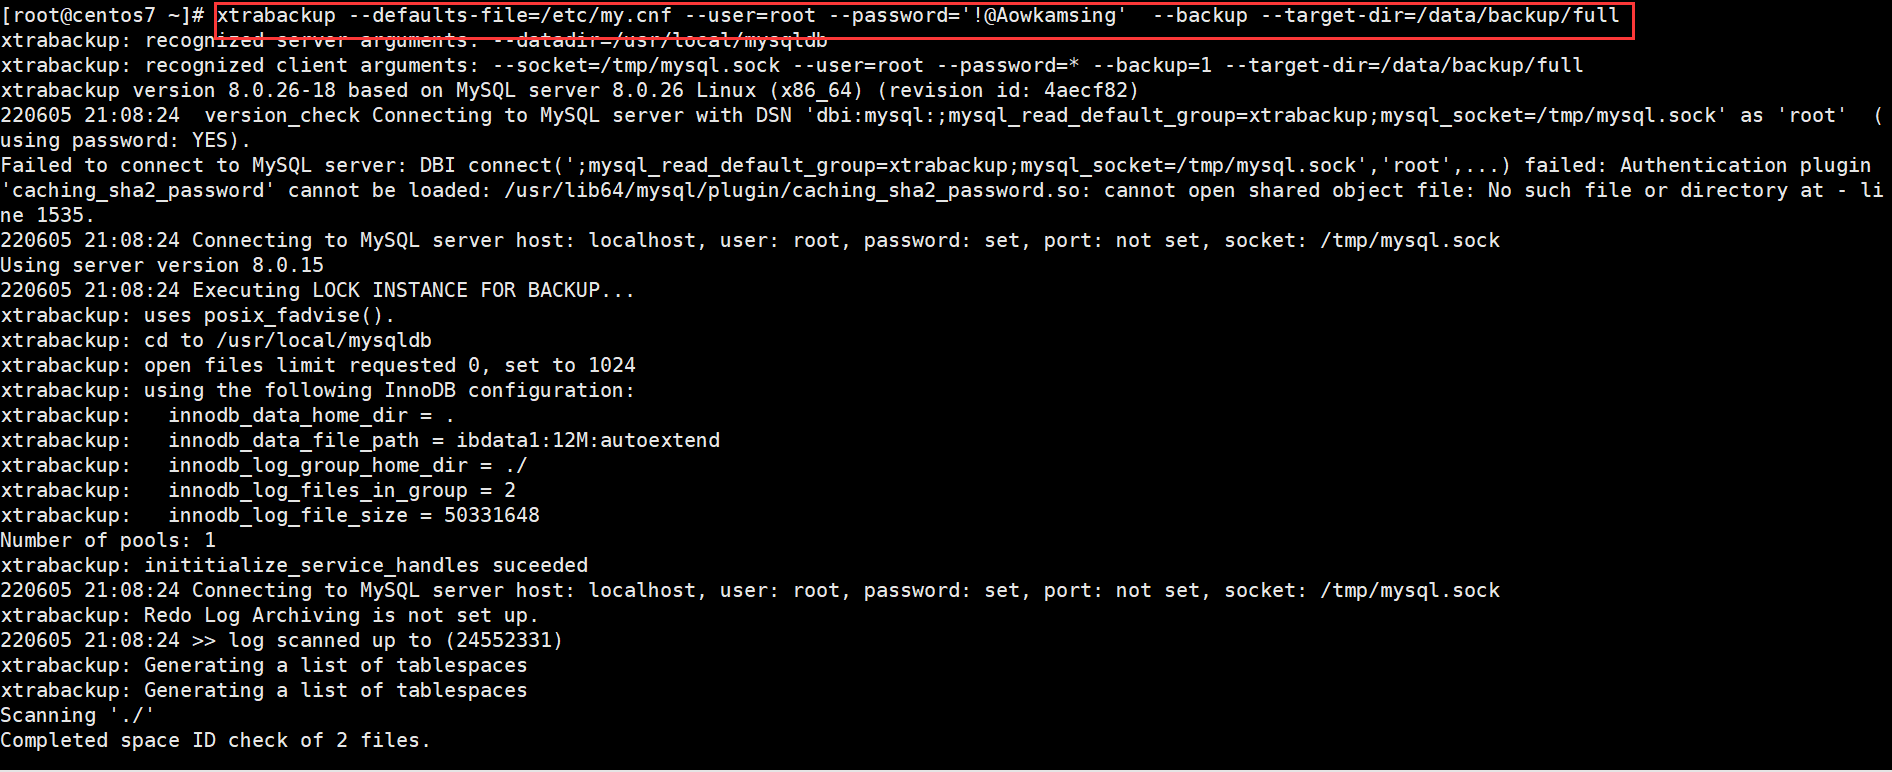 [root@centos7 ~]# xtrabackup --defaults-file=/etc/my.cnf --user=root --password='!@Aowkamsing'  --backup --target-dir=/data/backup/full
xtrabackup: recognized server arguments: --datadir=/usr/local/mysqldb
xtrabackup: recognized client arguments: --socket=/tmp/mysql.sock --user=root --password=* --backup=1 --target-dir=/data/backup/full
xtrabackup version 8.0.26-18 based on MySQL server 8.0.26 Linux (x86_64) (revision id: 4aecf82)
220605 21:08:24  version_check Connecting to MySQL server with DSN 'dbi:mysql:;mysql_read_default_group=xtrabackup;mysql_socket=/tmp/mysql.sock' as 'root'  (
using password: YES).
Failed to connect to MySQL server: DBI connect(';mysql_read_default_group=xtrabackup;mysql_socket=/tmp/mysql.sock','root',...) failed: Authentication plugin
'caching_sha2_password' cannot be loaded: /usr/lib64/mysql/plugin/caching_sha2_password.so: cannot open shared object file: No such file or directory at - li
ne 1535.
220605 21:08:24 Connecting to MySQL server host: localhost, user: root, password: set, port: not set, socket: /tmp/mysql.sock
Using server version 8.0.15
220605 21:08:24 Executing LOCK INSTANCE FOR BACKUP...
xtrabackup: uses posix_fadvise().
xtrabackup: cd to /usr/local/mysqldb
xtrabackup: open files limit requested 0, set to 1024
xtrabackup: using the following InnoDB configuration:
xtrabackup:   innodb_data_home_dir = .
xtrabackup:   innodb_data_file_path = ibdata1:12M:autoextend
xtrabackup:   innodb_log_group_home_dir = ./
xtrabackup:   innodb_log_files_in_group = 2
xtrabackup:   innodb_log_file_size = 50331648
Number of pools: 1
xtrabackup: inititialize_service_handles suceeded
220605 21:08:24 Connecting to MySQL server host: localhost, user: root, password: set, port: not set, socket: /tmp/mysql.sock
xtrabackup: Redo Log Archiving is not set up.
220605 21:08:24 >> log scanned up to (24552331)
xtrabackup: Generating a list of tablespaces
xtrabackup: Generating a list of tablespaces
Scanning './'
Completed space ID check of 2 files.